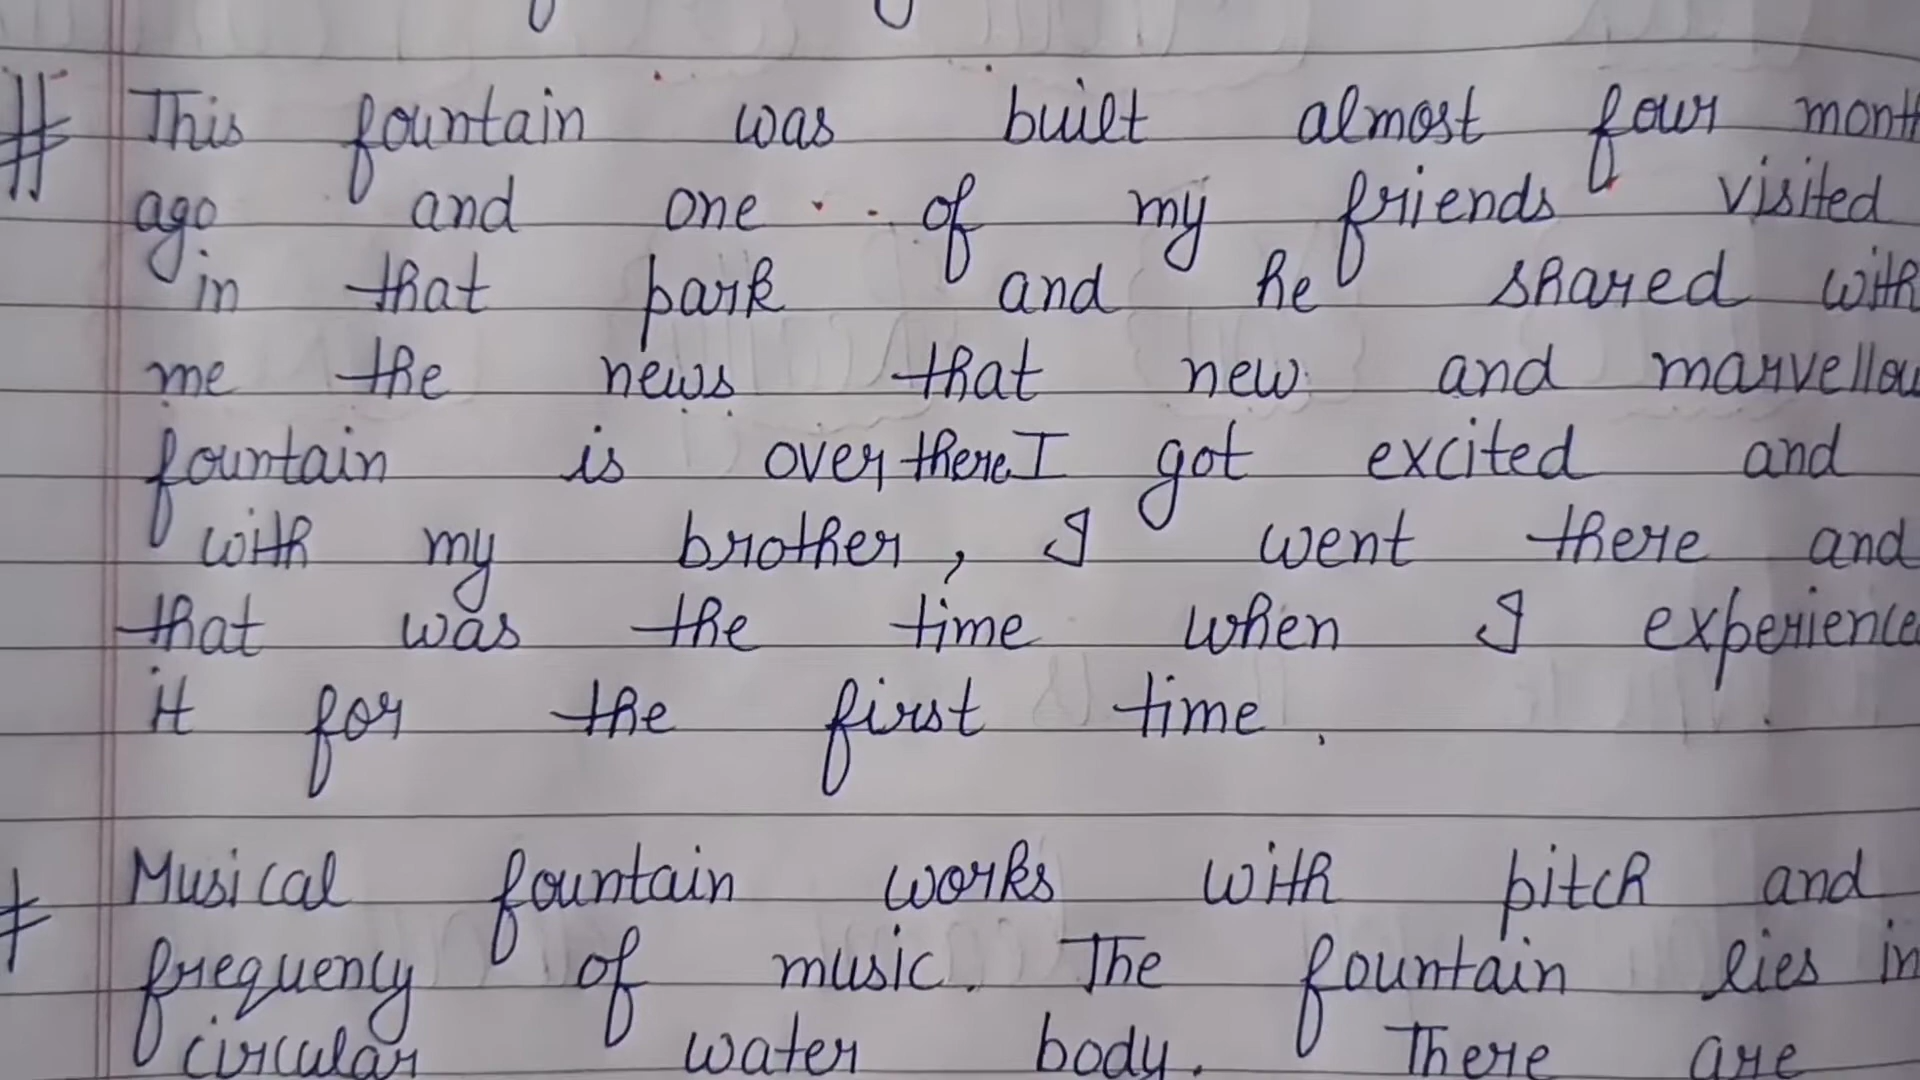 # This fountain was built almost four month
ago and one of my friends visited
in that park and he shared with
me the news that new and marvellou
fountain is over there. I got excited and
with my brother, I went there and
that was the time when I experience
it for the first time.
Musical fountain works with pitch and
frequency of music. The fountain lies in
circular water body. There are